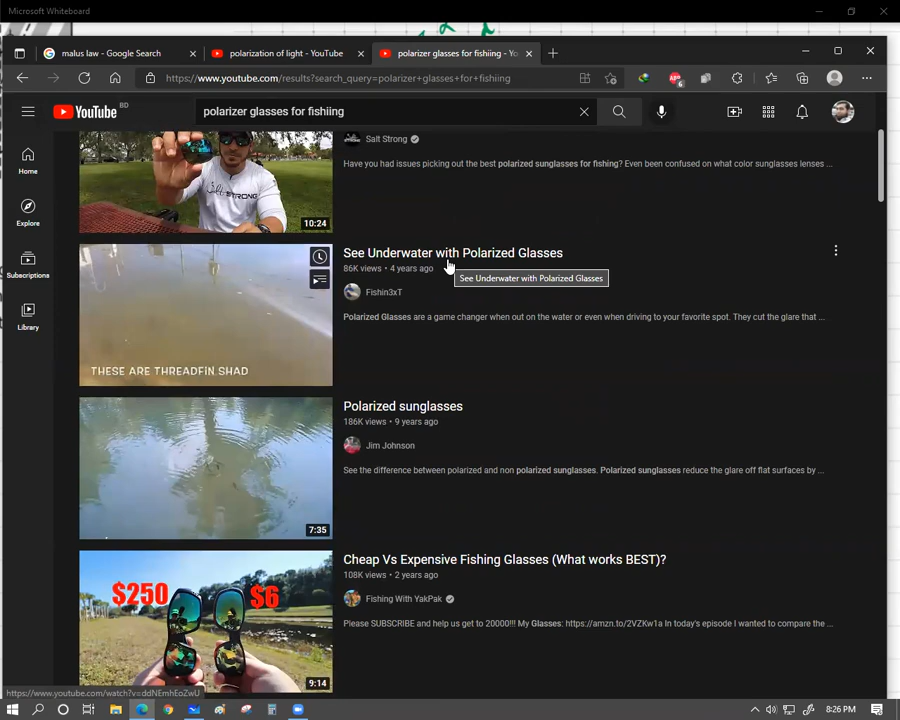 Microsoft Whiteboard
malus law - Google Search
polarization of light - YouTube
polarizer glasses for fishiing - Yo
https://www.youtube.com/results?search_query=polarizer+glasses+for+fishiing
6
YouTube BD
polarizer glasses for fishiing
Home
Explore
Subscriptions
Library
STRONG
10:24
Salt Strong
Have you had issues picking out the best polarized sunglasses for fishing? Even been confused on what color sunglasses lenses ...
THESE ARE THREADFIN SHAD
See Underwater with Polarized Glasses
86K views • 4 years ago
See Underwater with Polarized Glasses
Fishin3xT
Polarized Glasses are a game changer when out on the water or even when driving to your favorite spot. They cut the glare that ...
7:35
Polarized sunglasses
186K views • 9 years ago
Jim Johnson
See the difference between polarized and non polarized sunglasses. Polarized sunglasses reduce the glare off flat surfaces by ...
$250 $6
9:14
Cheap Vs Expensive Fishing Glasses (What works BEST)?
108K views • 2 years ago
Fishing With YakPak
Please SUBSCRIBE and help us get to 20000!!! My Glasses: https://amzn.to/2VZKw1a In today's episode I wanted to compare the ...
https://www.youtube.com/watch?v=ddNEmhEoZwU
8:26 PM